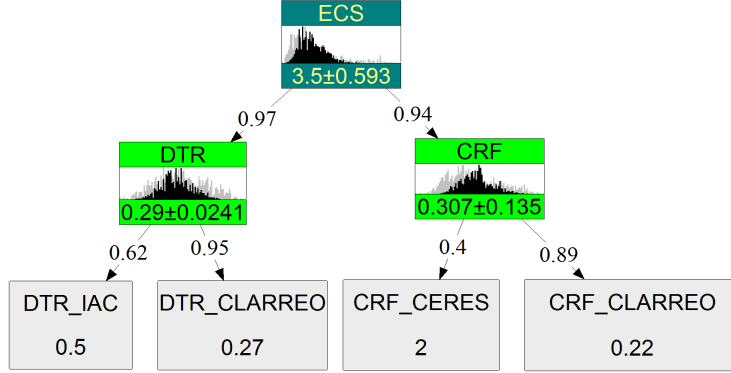 ECS
3.5±0.593
0.97
0.94
DTR
0.29±0.0241
CRF
0.307±0.135
0.62
0.95
0.4
0.89
DTR_IAC
0.5
DTR_CLARREO
0.27
CRF_CERES
2
CRF_CLARREO
0.22